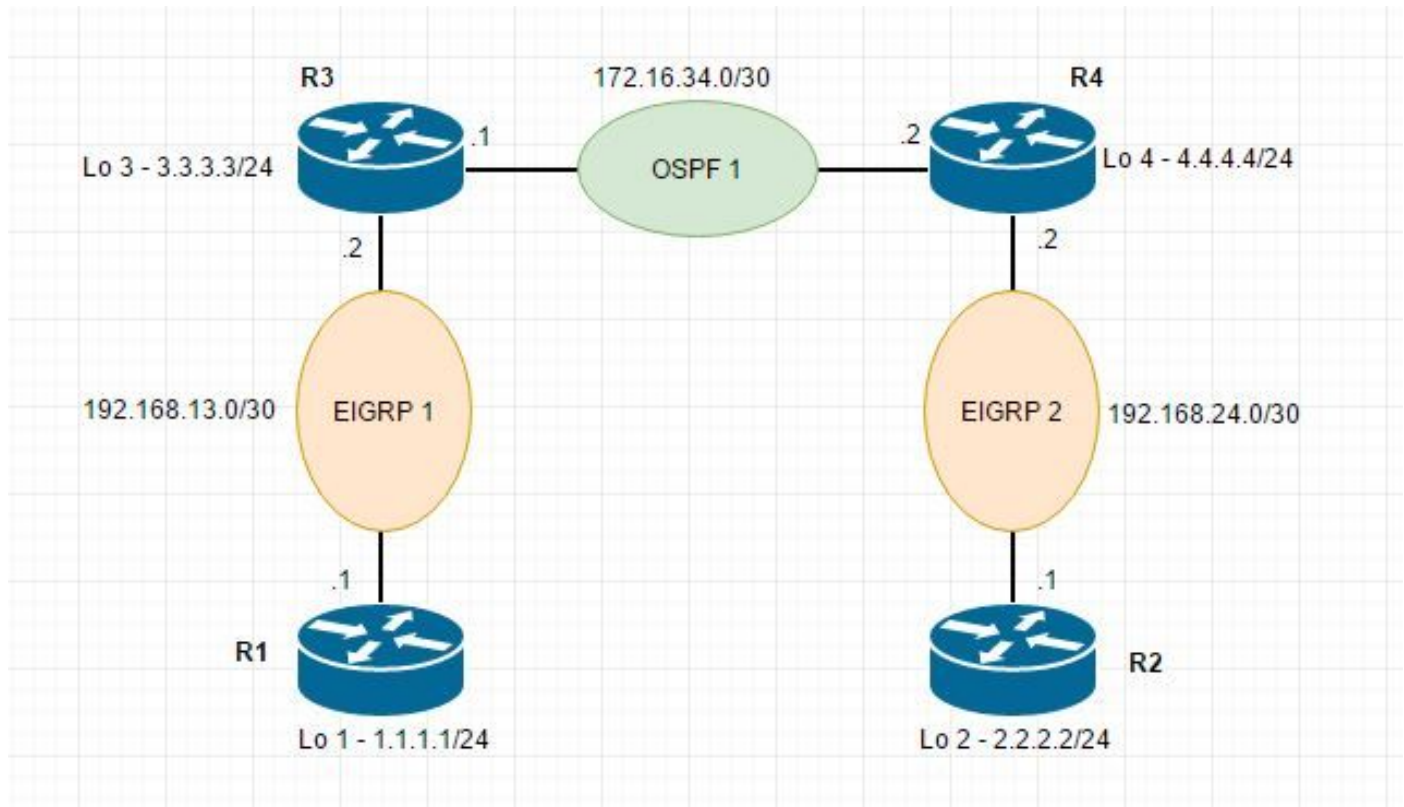 R3
172.16.34.0/30
R4
.1
.2
Lo 3 - 3.3.3.3/24
OSPF 1
Lo 4 - 4.4.4.4/24
.2
.2
192.168.13.0/30
EIGRP 1
EIGRP 2
192.168.24.0/30
.1
.1
R1
R2
Lo 1 - 1.1.1.1/24
Lo 2 - 2.2.2.2/24